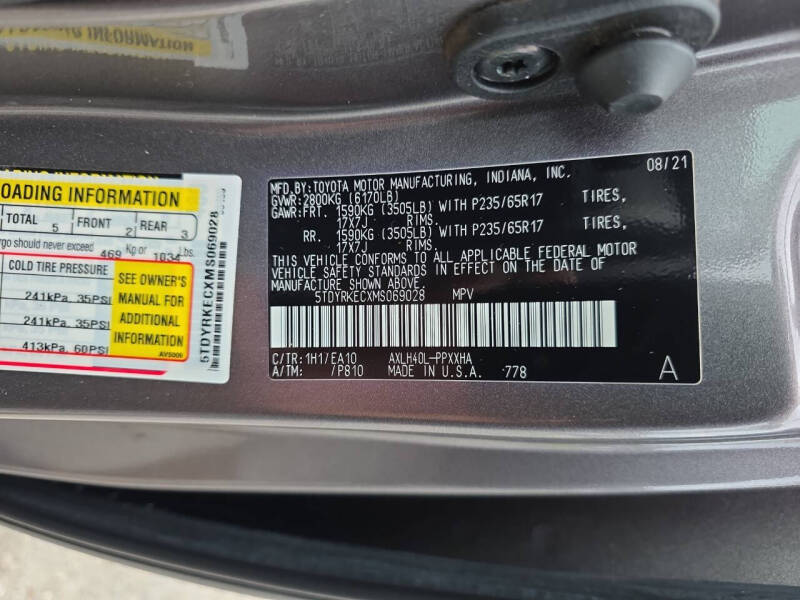 LOADING INFORMATION
TOTAL 5 FRONT 2 REAR 3
should never exceed 469 Kg or 1034 Lbs.
COLD TIRE PRESSURE
241kPa, 35PSI
241kPa, 35PSI
413kPa, 60PSI
SEE OWNER'S
MANUAL FOR
ADDITIONAL
INFORMATION
AV5000
5TDYRKECXMS069028
MFD.BY:TOYOTA MOTOR MANUFACTURING, INDIANA, INC. 08/21
GVWR:2800KG (6170LB)
GAWR:FRT. 1590KG (3505LB) WITH P235/65R17 TIRES,
17X7J RIMS.
RR. 1590KG (3505LB) WITH P235/65R17 TIRES,
17X7J RIMS.
THIS VEHICLE CONFORMS TO ALL APPLICABLE FEDERAL MOTOR
VEHICLE SAFETY STANDARDS IN EFFECT ON THE DATE OF
MANUFACTURE SHOWN ABOVE.
5TDYRKECXMS069028 MPV
C/TR:1H1/EA10 AXLH40L-PPXXHA
A/TM: /P810 MADE IN U.S.A. 778 A